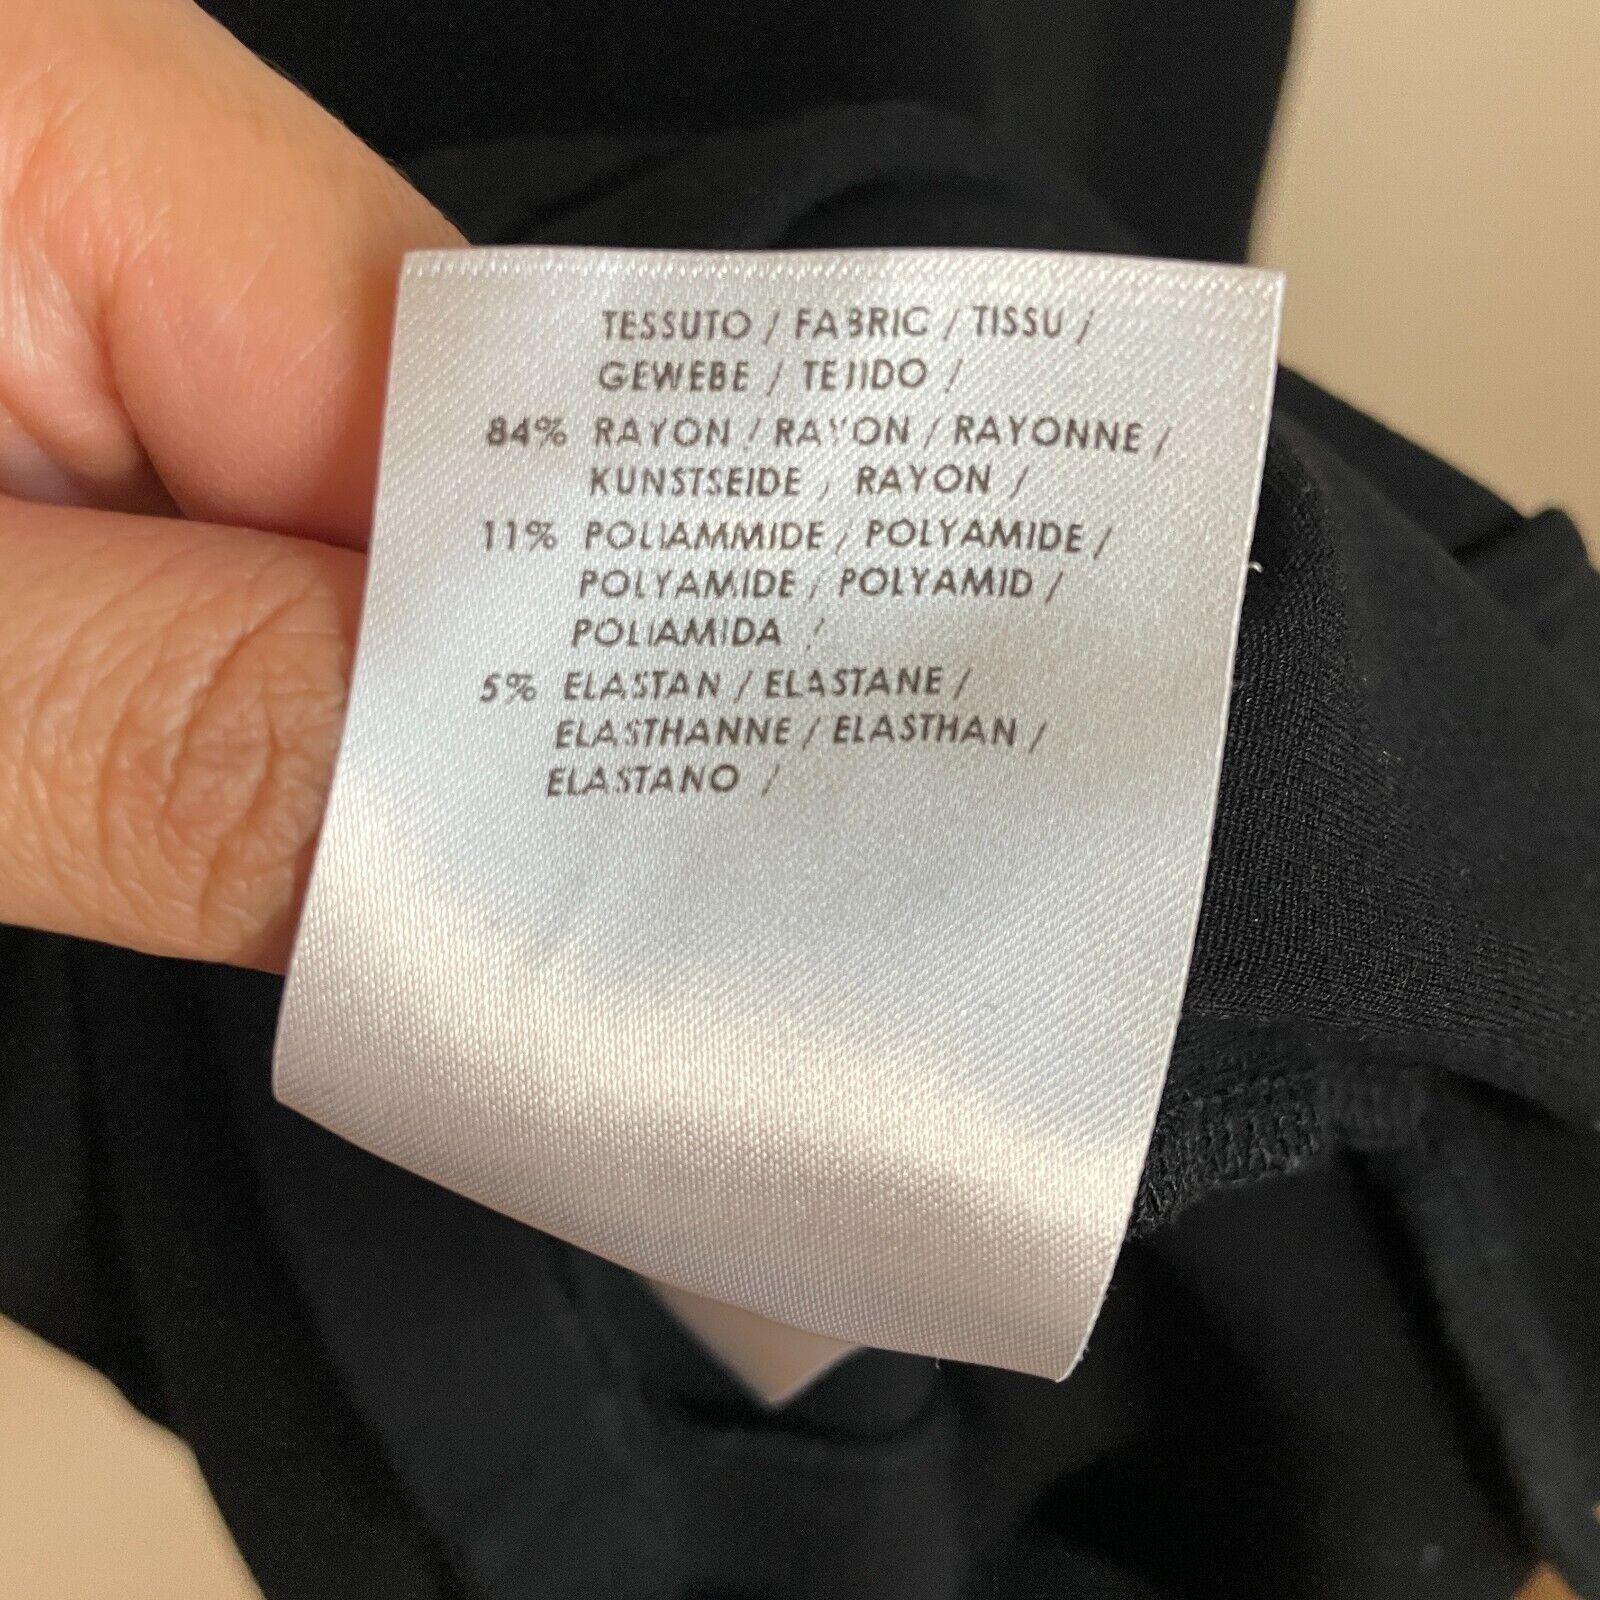 TESSUTO / FABRIC / TISSU /
GEWEBE / TEJIDO /
84% RAYON / RAYON / RAYONNE /
KUNSTSEIDE / RAYON /
11% POLIAMMIDE / POLYAMIDE /
POLYAMIDE / POLYAMID /
POLIAMIDA /
5% ELASTAN / ELASTANE /
ELASTHANNE / ELASTHAN /
ELASTANO /